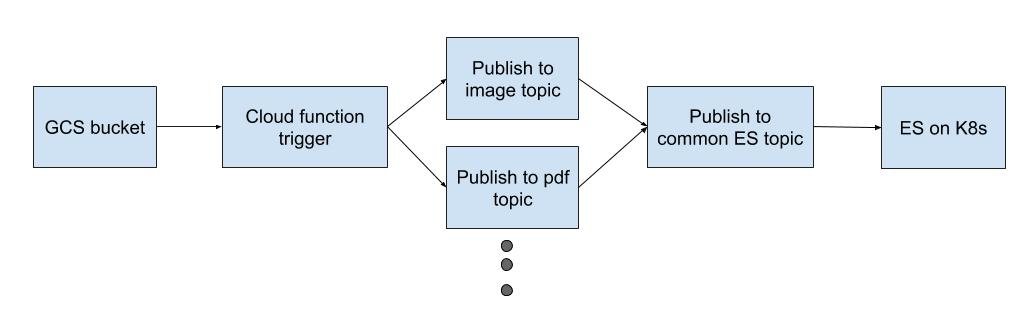 GCS bucket
Cloud function
trigger
Publish to
image topic
Publish to pdf
topic
Publish to
common ES topic
ES on K8s